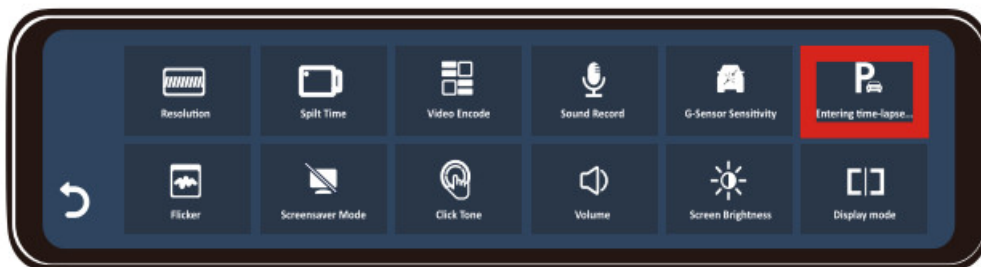 Resolution
Spilt Time
Video Encode
Sound Record
G-Sensor Sensitivity
P
Entering time-lapse...
Flicker
Screensaver Mode
Click Tone
Volume
Screen Brightness
Display mode